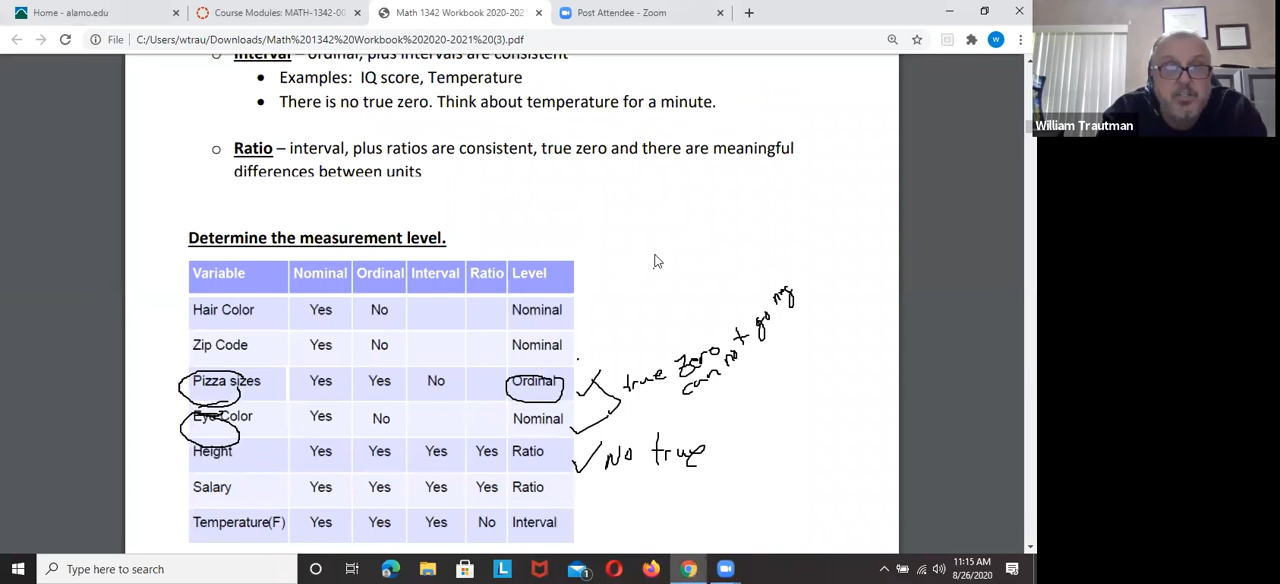 Home - alamo.edu
Course Modules: MATH-1342-00
Math 1342 Workbook 2020-202
Post Attendee - Zoom
File
C:/Users/wtrau/Downloads/Math%201342%20Workbook%202020-2021%20(3).pdf
W
Interval – ordinal, plus intervals are consistent
Examples: IQ score, Temperature
There is no true zero. Think about temperature for a minute.
William Trautman
Ratio – interval, plus ratios are consistent, true zero and there are meaningful
differences between units
Determine the measurement level.
Variable Nominal Ordinal Interval Ratio Level
Hair Color Yes No Nominal
Zip Code Yes No Nominal
Pizza sizes Yes Yes No Ordinal
Eye Color Yes No Nominal
Height Yes Yes Yes Yes Ratio
Salary Yes Yes Yes Yes Ratio
Temperature(F) Yes Yes Yes No Interval
true zero
can not go neg
No true
Type here to search
11:15 AM
8/26/2020